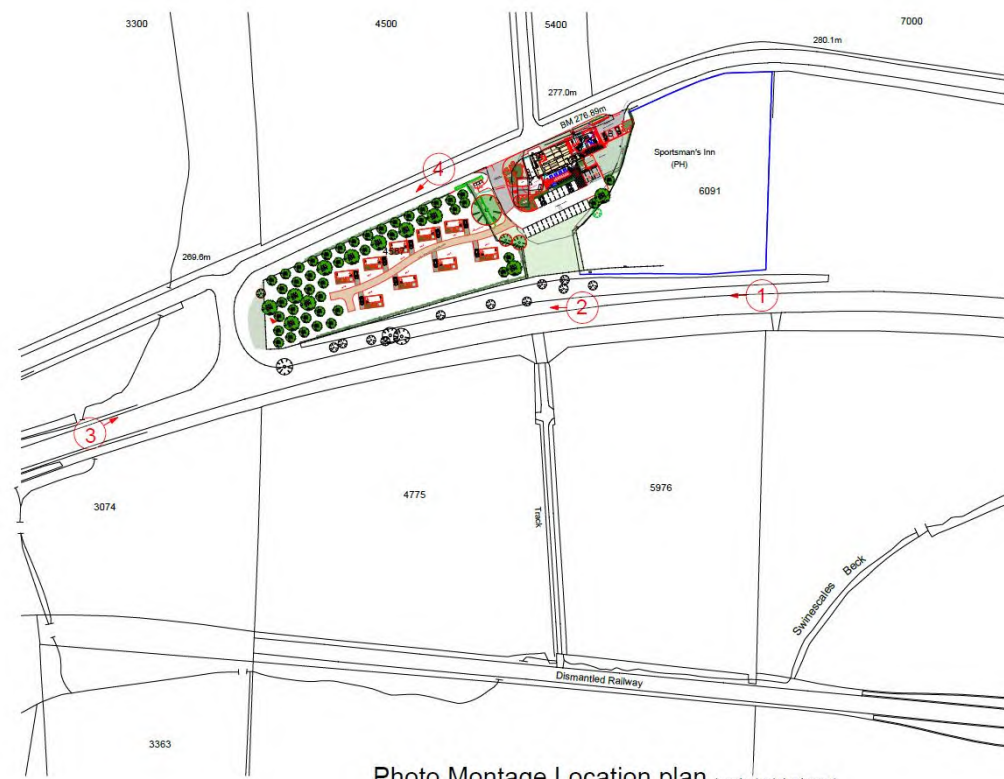 3300
4500
5400
7000
280.1m
277.0m
BM 276.89m
Sportsman's Inn
(PH)
6091
4
4587
269.6m
2
1
3
3074
4775
5976
Track
Swinescales Beck
Dismantled Railway
3363
Photo Montage Location plan